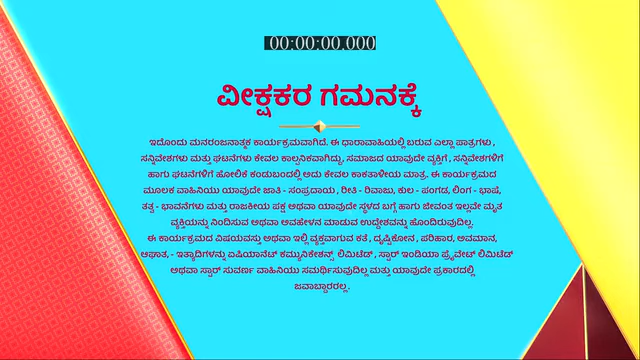 00:00:00.000
ವೀಕ್ಷಕರ ಗಮನಕ್ಕೆ
ಇದೊಂದು ಮನರಂಜನಾತ್ಮಕ ಕಾರ್ಯಕ್ರಮವಾಗಿದೆ. ಈ ಧಾರಾವಾಹಿಯಲ್ಲಿ ಬರುವ ಎಲ್ಲಾ ಪಾತ್ರಗಳು ,
ಸನ್ನಿವೇಶಗಳು ಮತ್ತು ಘಟನೆಗಳು ಕೇವಲ ಕಾಲ್ಪನಿಕವಾಗಿದ್ದು, ಸಮಾಜದ ಯಾವುದೇ ವ್ಯಕ್ತಿಗೆ , ಸನ್ನಿವೇಶಗಳಿಗೆ
ಹಾಗು ಘಟನೆಗಳಿಗೆ ಹೋಲಿಕೆ ಕಂಡುಬಂದಲ್ಲಿ ಅದು ಕೇವಲ ಕಾಕತಾಳೀಯ ಮಾತ್ರ. ಈ ಕಾರ್ಯಕ್ರಮದ
ಮೂಲಕ ವಾಹಿನಿಯು ಯಾವುದೇ ಜಾತಿ - ಸಂಪ್ರದಾಯ , ರೀತಿ - ರಿವಾಜು, ಕುಲ - ಪಂಗಡ, ಲಿಂಗ - ಭಾಷೆ,
ತತ್ವ - ಭಾವನೆಗಳು ಮತ್ತು ರಾಜಕೀಯ ಪಕ್ಷ ಅಥವಾ ಯಾವುದೇ ಸ್ಥಳದ ಬಗ್ಗೆ ಹಾಗು ಜೀವಂತ ಇಲ್ಲವೇ ಮೃತ
ವ್ಯಕ್ತಿಯನ್ನು ನಿಂದಿಸುವ ಅಥವಾ ಅವಹೇಳನ ಮಾಡುವ ಉದ್ದೇಶವನ್ನು ಹೊಂದಿರುವುದಿಲ್ಲ.
ಈ ಕಾರ್ಯಕ್ರಮದ ವಿಷಯವಸ್ತು ಅಥವಾ ಇಲ್ಲಿ ವ್ಯಕ್ತವಾಗುವ ಕತೆ , ದೃಷ್ಟಿಕೋನ , ಪರಿಹಾರ, ಅವಮಾನ,
ಆಘಾತ, - ಇತ್ಯಾದಿಗಳನ್ನು ಏಷಿಯಾನೆಟ್ ಕಮ್ಯುನಿಕೇಶನ್ಸ್ ಲಿಮಿಟೆಡ್ , ಸ್ಟಾರ್ ಇಂಡಿಯಾ ಪ್ರೈವೇಟ್ ಲಿಮಿಟೆಡ್
ಅಥವಾ ಸ್ಟಾರ್ ಸುವರ್ಣ ವಾಹಿನಿಯು ಸಮರ್ಥಿಸುವುದಿಲ್ಲ ಮತ್ತು ಯಾವುದೇ ಪ್ರಕಾರದಲ್ಲಿ
ಜವಾಬ್ದಾರರಲ್ಲ.